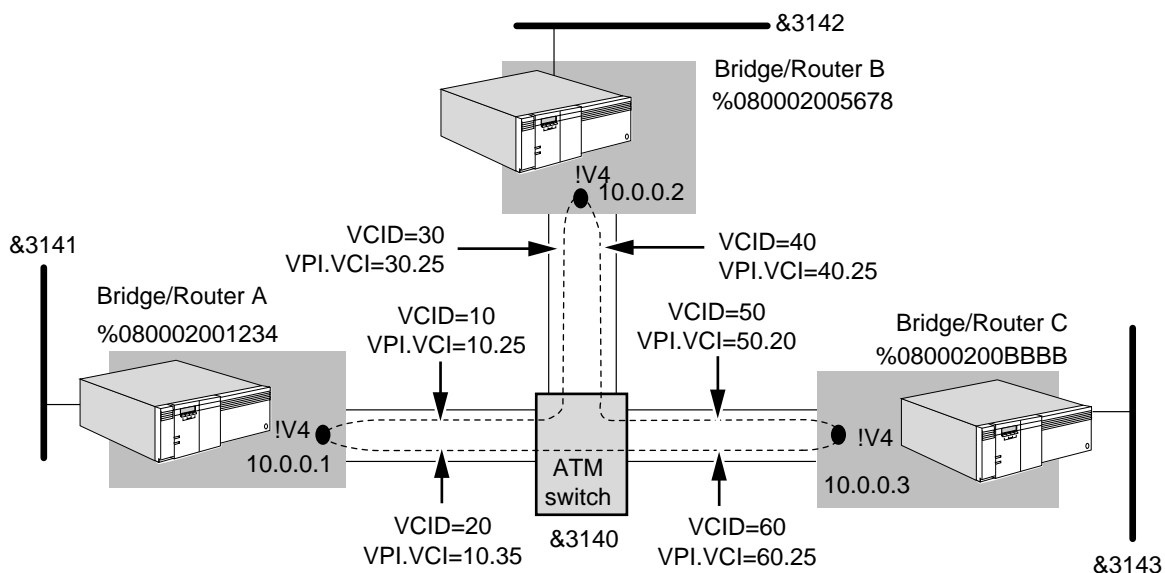 &3142
Bridge/Router B
%080002005678
!V4
10.0.0.2
&3141
VCID=30
VPI.VCI=30.25
VCID=40
VPI.VCI=40.25
Bridge/Router A
%080002001234
VCID=10
VPI.VCI=10.25
VCID=50
VPI.VCI=50.20
Bridge/Router C
%08000200BBBB
!V4
10.0.0.1
ATM
switch
!V4
10.0.0.3
VCID=20
VPI.VCI=10.35
&3140
VCID=60
VPI.VCI=60.25
&3143